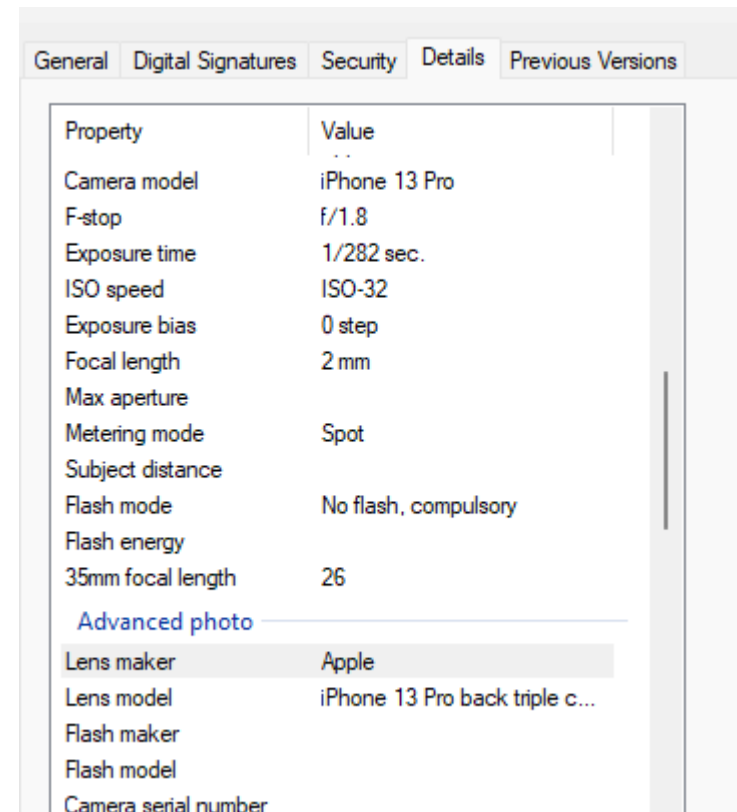 General Digital Signatures Security Details Previous Versions
Property Value
Camera model iPhone 13 Pro
F-stop f/1.8
Exposure time 1/282 sec.
ISO speed ISO-32
Exposure bias 0 step
Focal length 2 mm
Max aperture
Metering mode Spot
Subject distance
Flash mode No flash, compulsory
Flash energy
35mm focal length 26
Advanced photo
Lens maker Apple
Lens model iPhone 13 Pro back triple c...
Flash maker
Flash model
Camera serial number